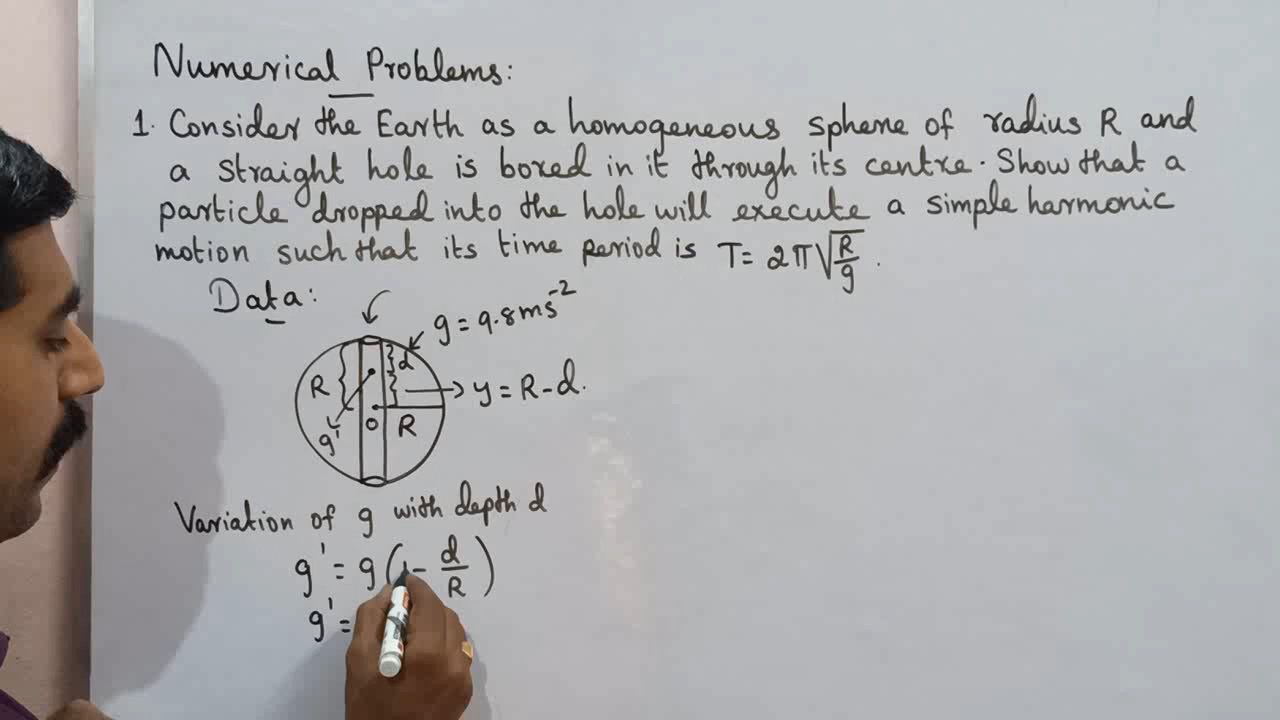 Numerical Problems:
1. Consider the Earth as a homogeneous sphere of radius R and
a straight hole is bored in it through its centre. Show that a
particle dropped into the hole will execute a simple harmonic
motion such that its time period is T = 2π√(R/g).
Data:
g = 9.8 ms⁻²
d
R
y = R - d.
O
R
g'
Variation of g with depth d
g' = g(1 - d/R)
g' =